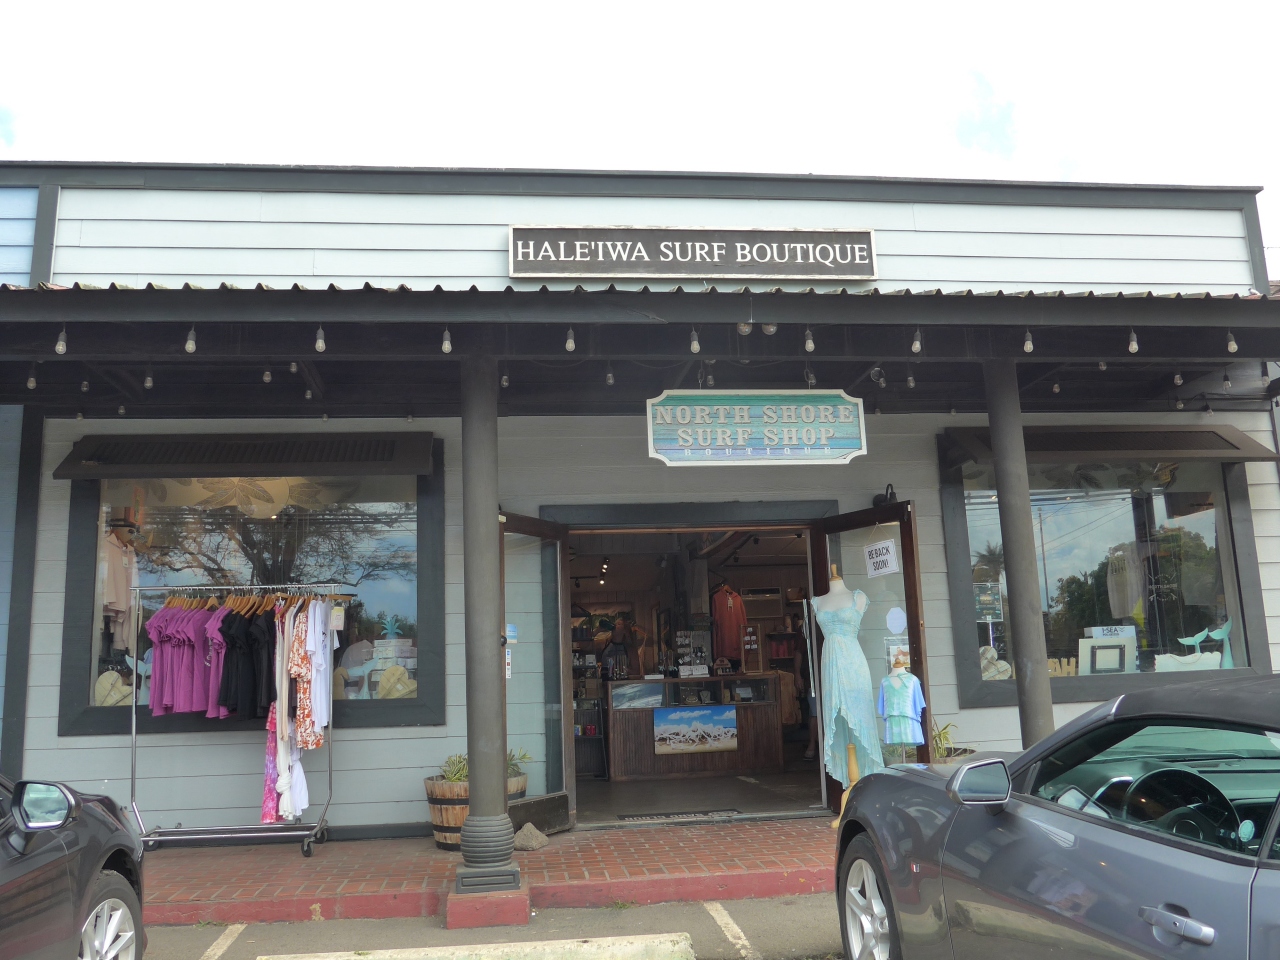 HALE'IWA SURF BOUTIQUE
NORTH SHORE
SURF SHOP
BOUTIQUE
BE BACK
SOON!